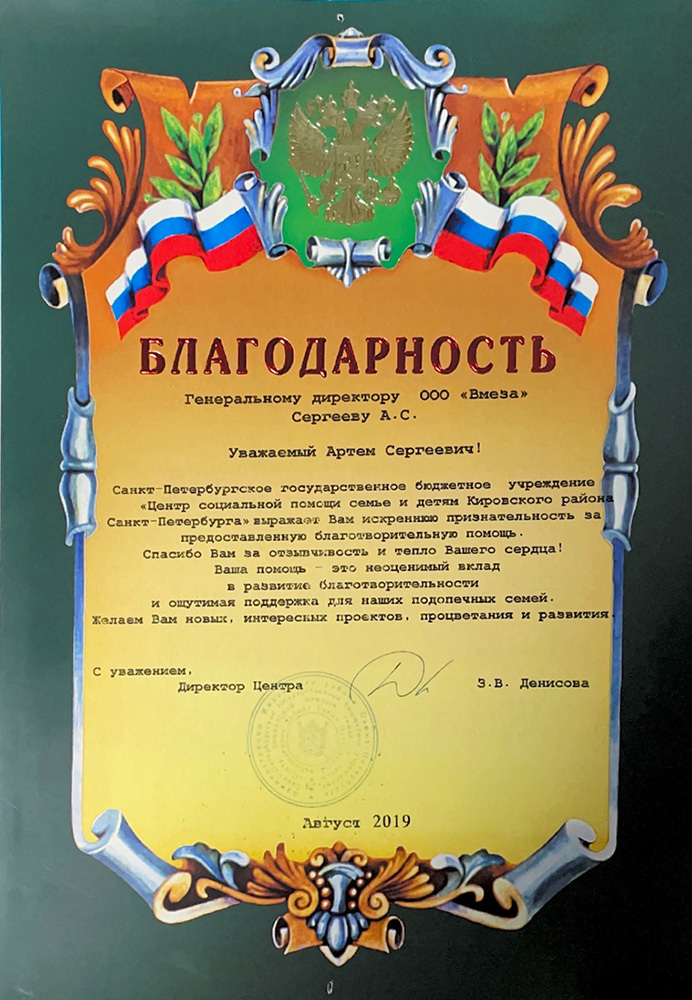 БЛАГОДАРНОСТЬ
Генеральному директору ООО «Вмеза»
Сергееву А.С.
Уважаемый Артем Сергеевич!
Санкт-Петербургское государственное бюджетное учреждение
«Центр социальной помощи семье и детям Кировского района
Санкт-Петербурга» выражает Вам искреннюю признательность за
предоставленную благотворительную помощь.
Спасибо Вам за отзывчивость и тепло Вашего сердца!
Ваша помощь – это неоценимый вклад
в развитие благотворительности
и ощутимая поддержка для наших подопечных семей.
Желаем Вам новых, интересных проектов, процветания и развития.
С уважением,
Директор Центра З.В. Денисова
Август 2019